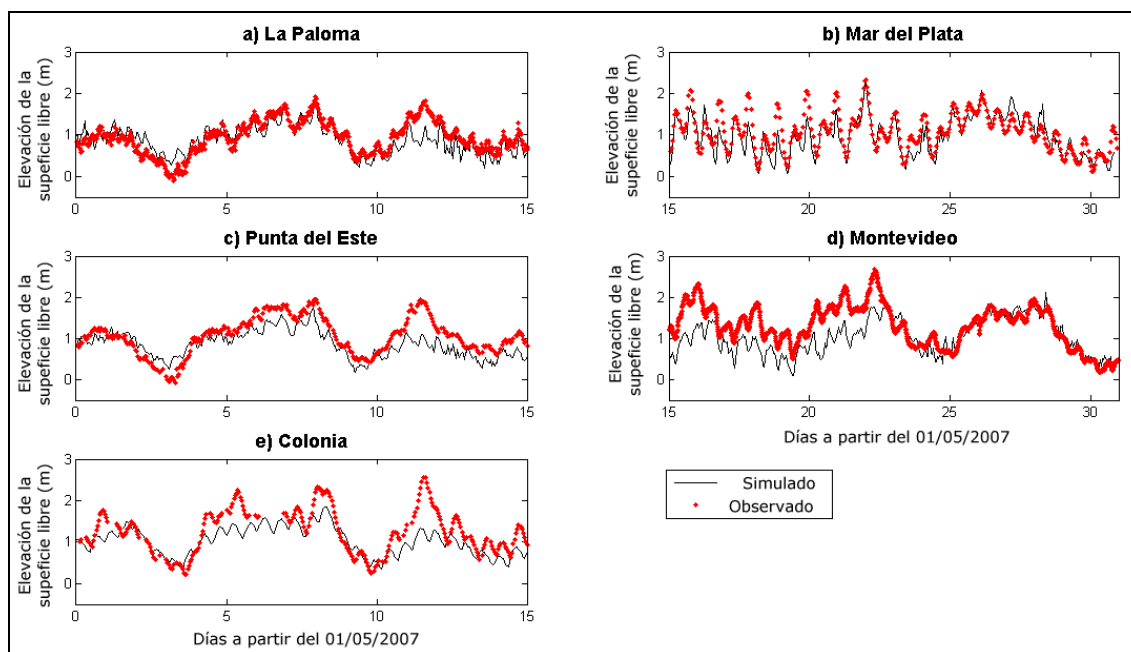 a) La Paloma
Elevación de la
supeficie libre (m)
3
2
1
0
0
5
10
15
b) Mar del Plata
Elevación de la
supeficie libre (m)
3
2
1
0
15
20
25
30
c) Punta del Este
Elevación de la
supeficie libre (m)
3
2
1
0
0
5
10
15
d) Montevideo
Elevación de la
supeficie libre (m)
3
2
1
0
15
20
25
30
Días a partir del 01/05/2007
e) Colonia
Elevación de la
supeficie libre (m)
3
2
1
0
0
5
10
15
Días a partir del 01/05/2007
Simulado
Observado